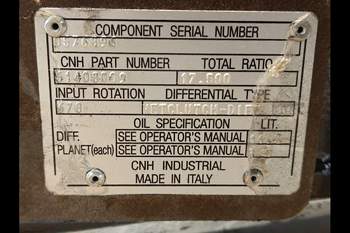 COMPONENT SERIAL NUMBER
CNH PART NUMBER TOTAL RATIO
17.800
INPUT ROTATION DIFFERENTIAL TYPE
OIL SPECIFICATION LIT.
DIFF. SEE OPERATOR'S MANUAL
PLANET(each) SEE OPERATOR'S MANUAL
CNH INDUSTRIAL
MADE IN ITALY